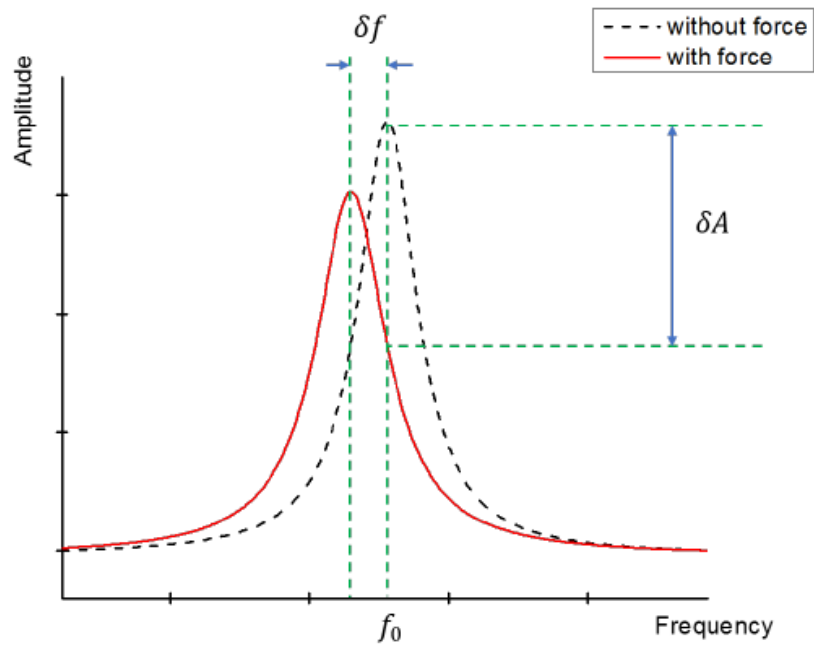 δf
without force
with force
Amplitude
δA
f₀
Frequency